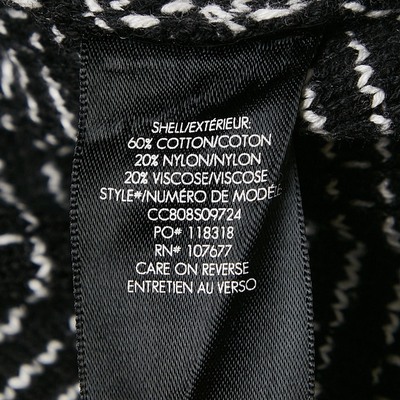 SHELL/EXTÉRIEUR:
60% COTTON/COTON
20% NYLON/NYLON
20% VISCOSE/VISCOSE
STYLE#/NUMÉRO DE MODÈLE
CC808S09724
PO# 118318
RN# 107677
CARE ON REVERSE
ENTRETIEN AU VERSO